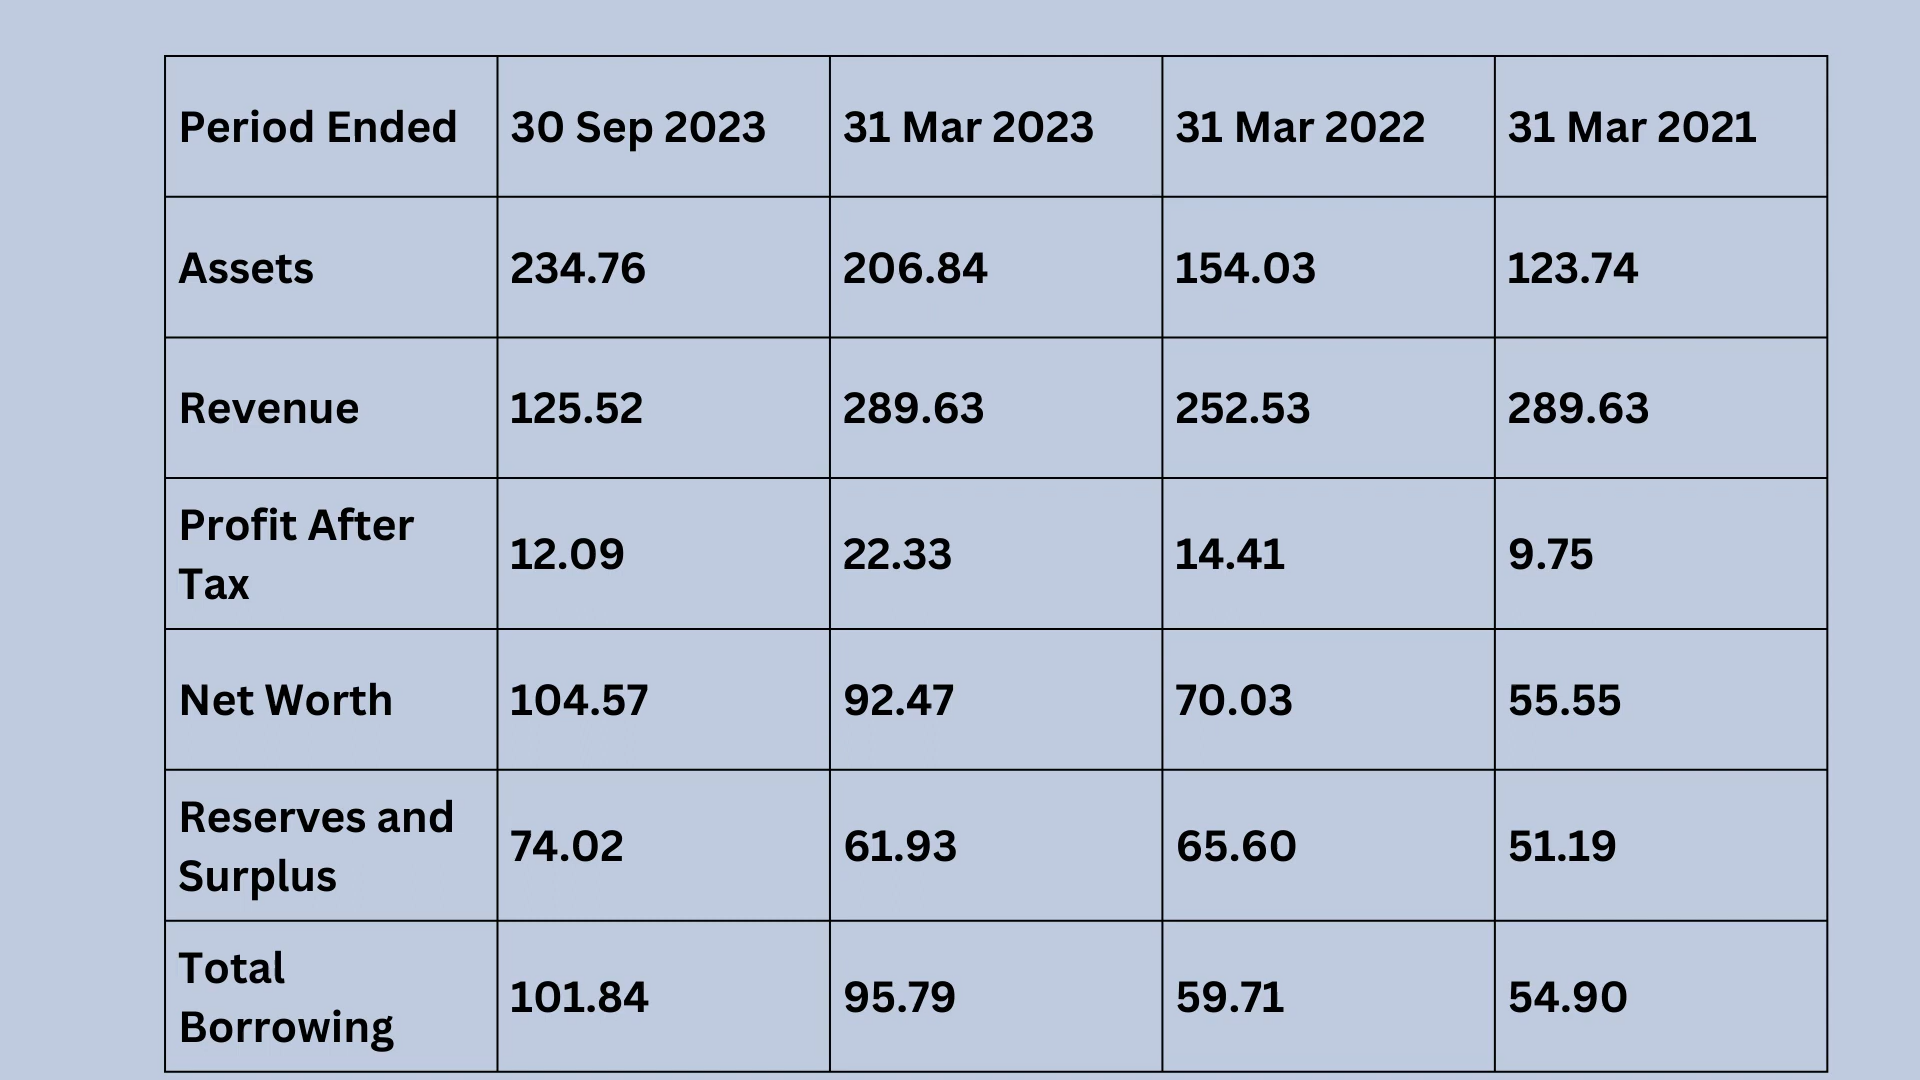 Period Ended 30 Sep 2023 31 Mar 2023 31 Mar 2022 31 Mar 2021
Assets 234.76 206.84 154.03 123.74
Revenue 125.52 289.63 252.53 289.63
Profit After
Tax 12.09 22.33 14.41 9.75
Net Worth 104.57 92.47 70.03 55.55
Reserves and
Surplus 74.02 61.93 65.60 51.19
Total
Borrowing 101.84 95.79 59.71 54.90